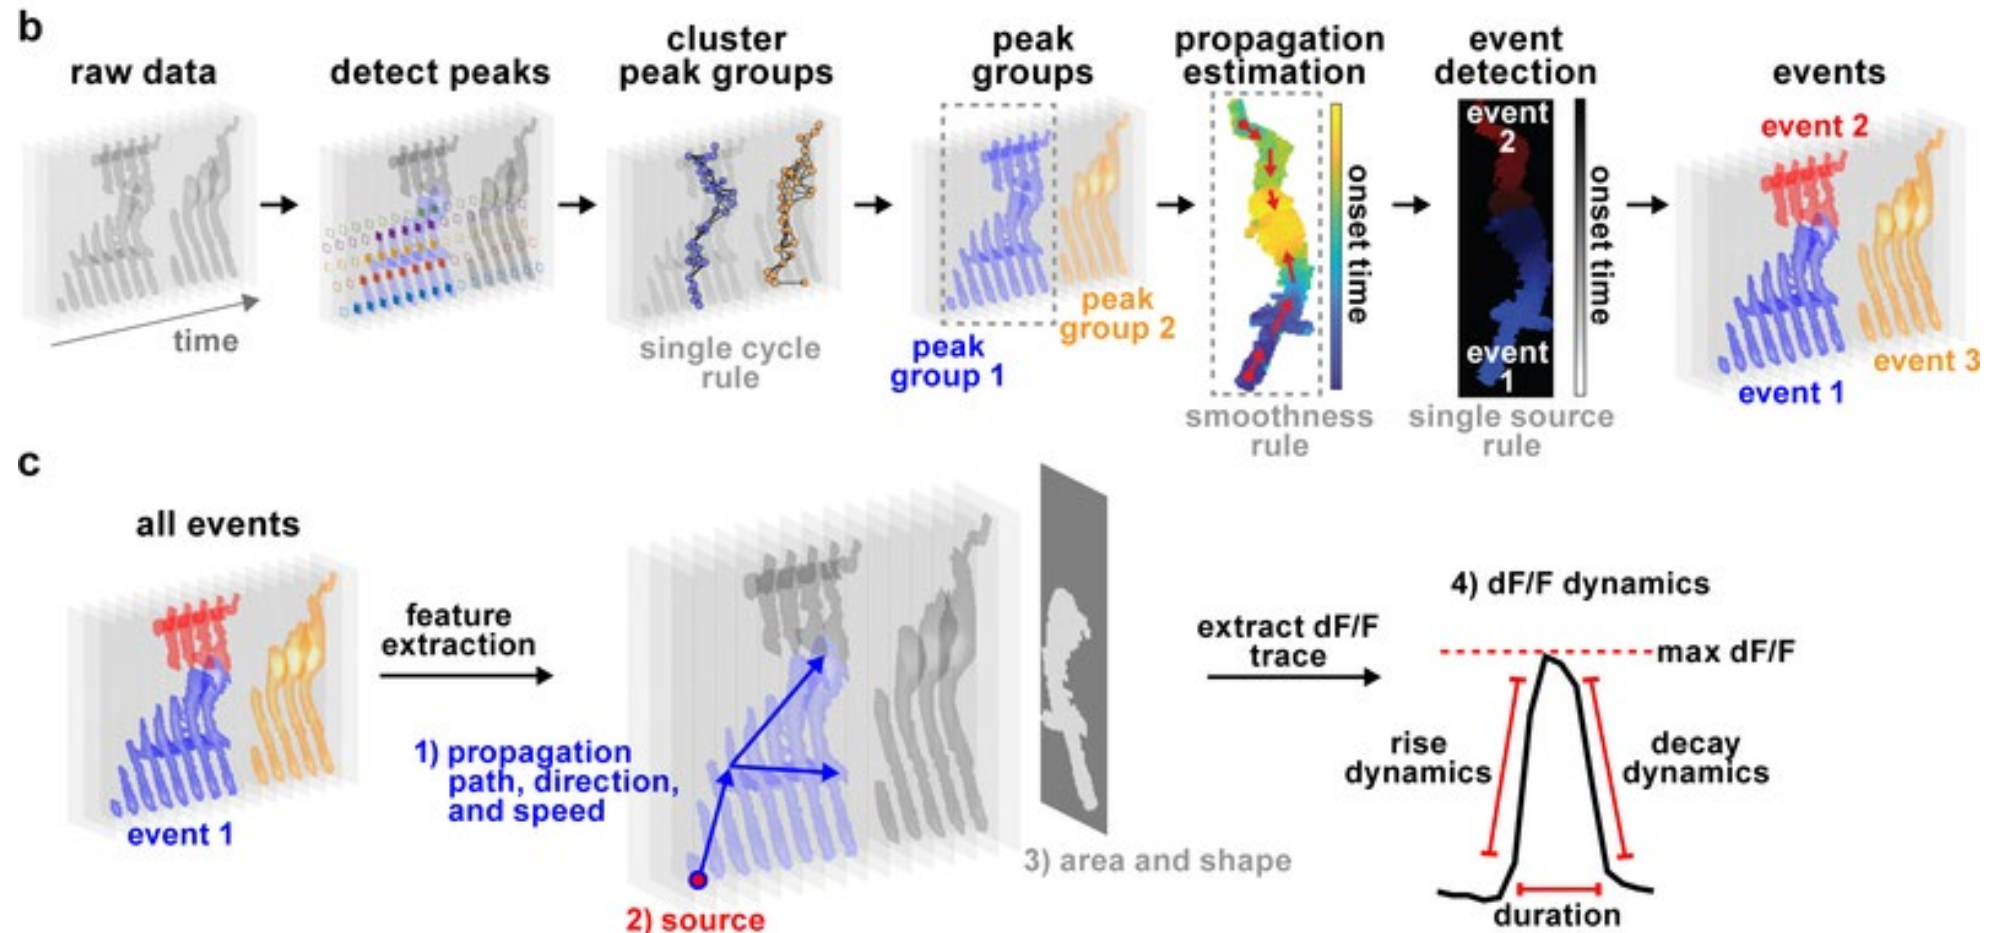 b
raw data
detect peaks
cluster
peak groups
peak
groups
propagation
estimation
event
detection
events
time
single cycle
rule
peak
group 1
peak
group 2
onset time
smoothness
rule
event
2
event
1
onset time
single source
rule
event 2
event 1
event 3
c
all events
event 1
feature
extraction
1) propagation
path, direction,
and speed
2) source
3) area and shape
extract dF/F
trace
4) dF/F dynamics
max dF/F
rise
dynamics
decay
dynamics
duration